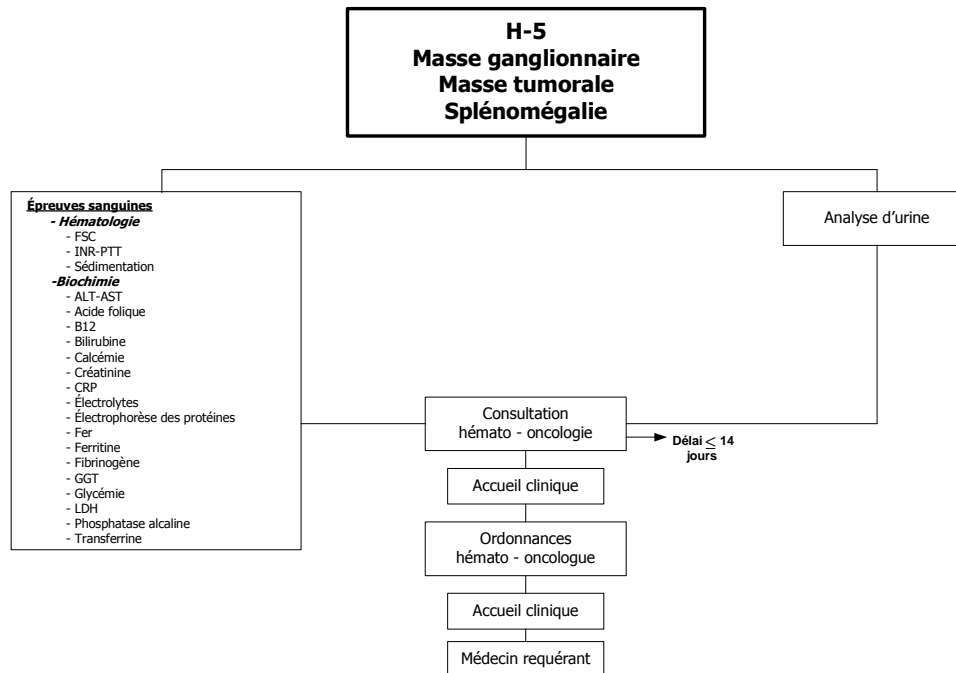 H-5
Masse ganglionnaire
Masse tumorale
Splénomégalie
Épreuves sanguines
- Hématologie
- FSC
- INR-PTT
- Sédimentation
-Biochimie
- ALT-AST
- Acide folique
- B12
- Bilirubine
- Calcémie
- Créatinine
- CRP
- Électrolytes
- Électrophorèse des protéines
- Fer
- Ferritine
- Fibrinogène
- GGT
- Glycémie
- LDH
- Phosphatase alcaline
- Transferrine
Analyse d'urine
Consultation
hémato - oncologie
Délai ≤ 14
jours
Accueil clinique
Ordonnances
hémato - oncologue
Accueil clinique
Médecin requérant